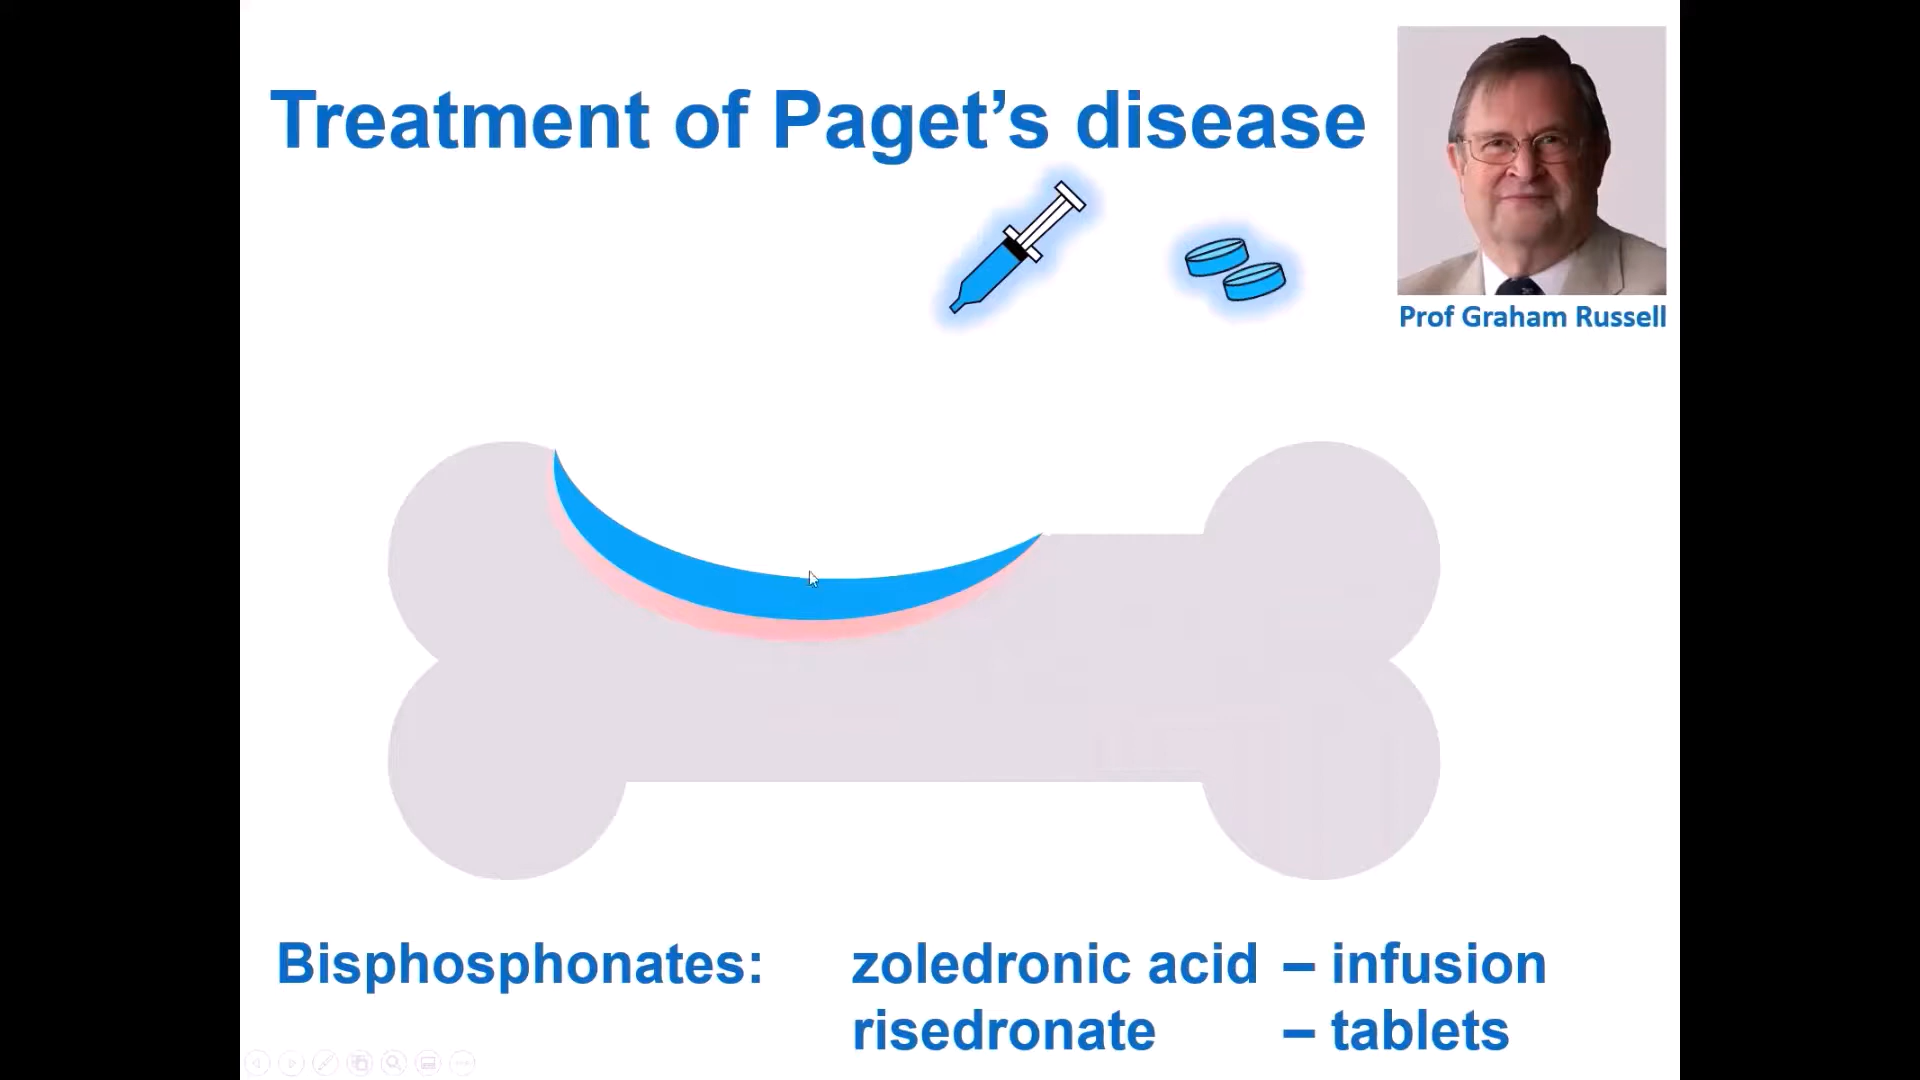 Treatment of Paget’s disease
Prof Graham Russell
Bisphosphonates: zoledronic acid – infusion
risedronate – tablets